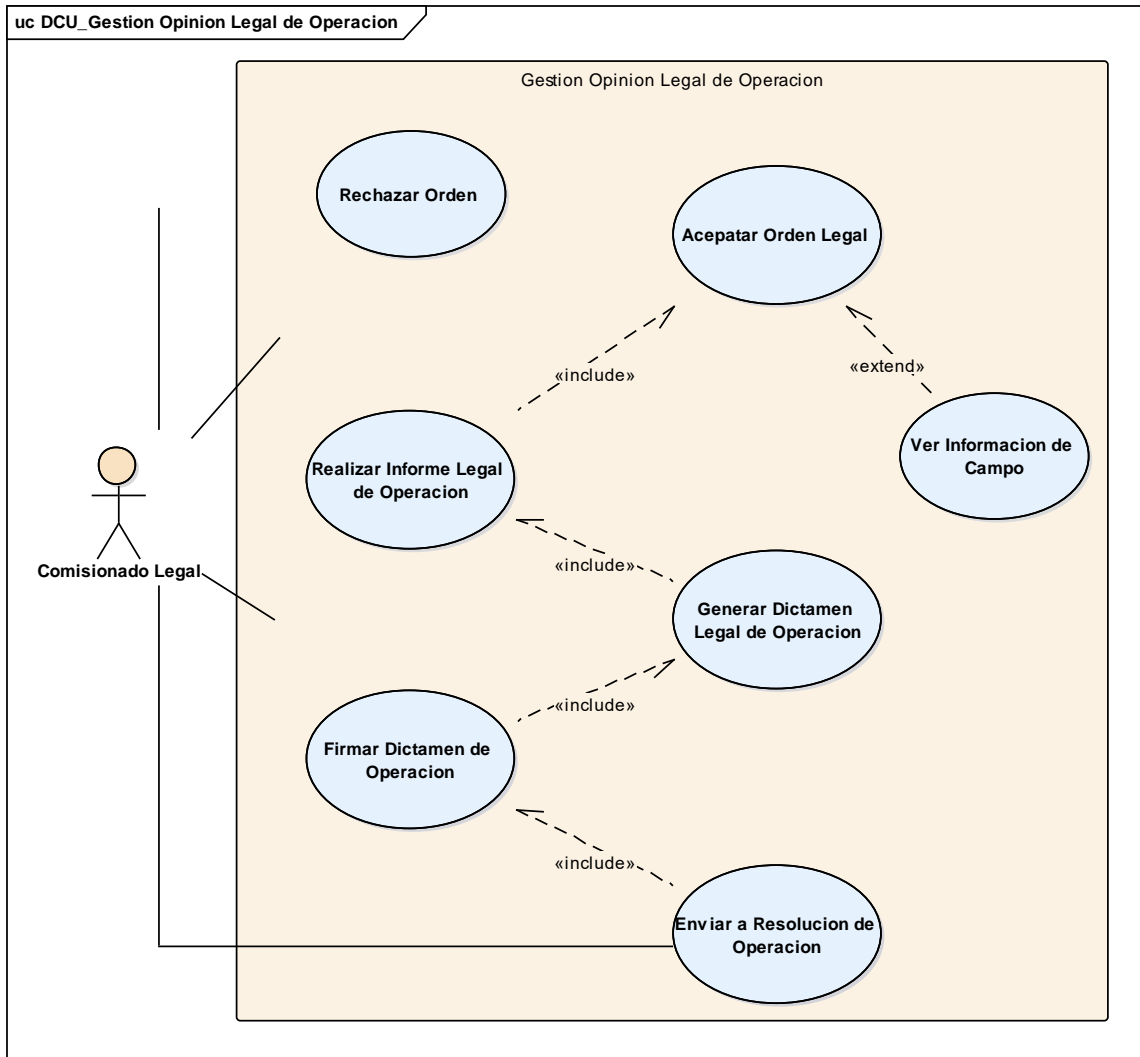 uc DCU_Gestion Opinion Legal de Operacion
Gestion Opinion Legal de Operacion
Rechazar Orden
Acepatar Orden Legal
«include»
«extend»
Ver Informacion de
Campo
Realizar Informe Legal
de Operacion
Comisionado Legal
«include»
Generar Dictamen
Legal de Operacion
«include»
Firmar Dictamen de
Operacion
«include»
Enviar a Resolucion de
Operacion